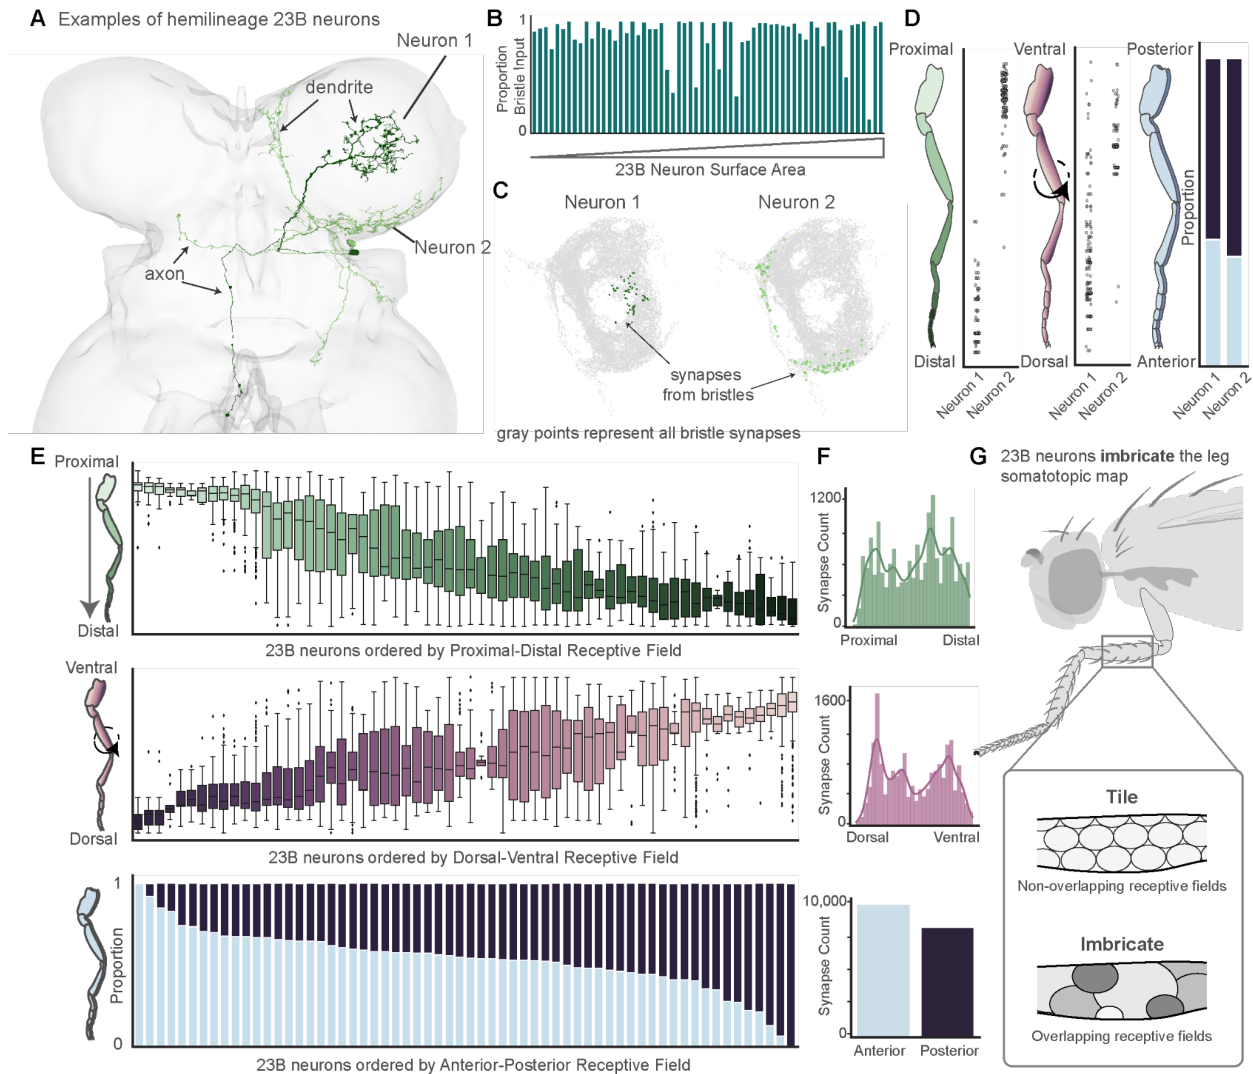 A Examples of hemilineage 23B neurons
Neuron 1
dendrite
Neuron 2
axon
B
Proportion
Bristle Input
1
0
23B Neuron Surface Area
C
Neuron 1
Neuron 2
synapses
from bristles
gray points represent all bristle synapses
D
Proximal
Distal
Neuron 1
Neuron 2
Ventral
Dorsal
Neuron 1
Neuron 2
Posterior
Anterior
Proportion
Neuron 1
Neuron 2
E
Proximal
Distal
23B neurons ordered by Proximal-Distal Receptive Field
Ventral
Dorsal
23B neurons ordered by Dorsal-Ventral Receptive Field
1
Proportion
0
23B neurons ordered by Anterior-Posterior Receptive Field
F
1200
Synapse Count
0
Proximal
Distal
1600
Synapse Count
0
Dorsal
Ventral
10,000
Synapse Count
0
Anterior
Posterior
G 23B neurons imbricate the leg
somatotopic map
Tile
Non-overlapping receptive fields
Imbricate
Overlapping receptive fields